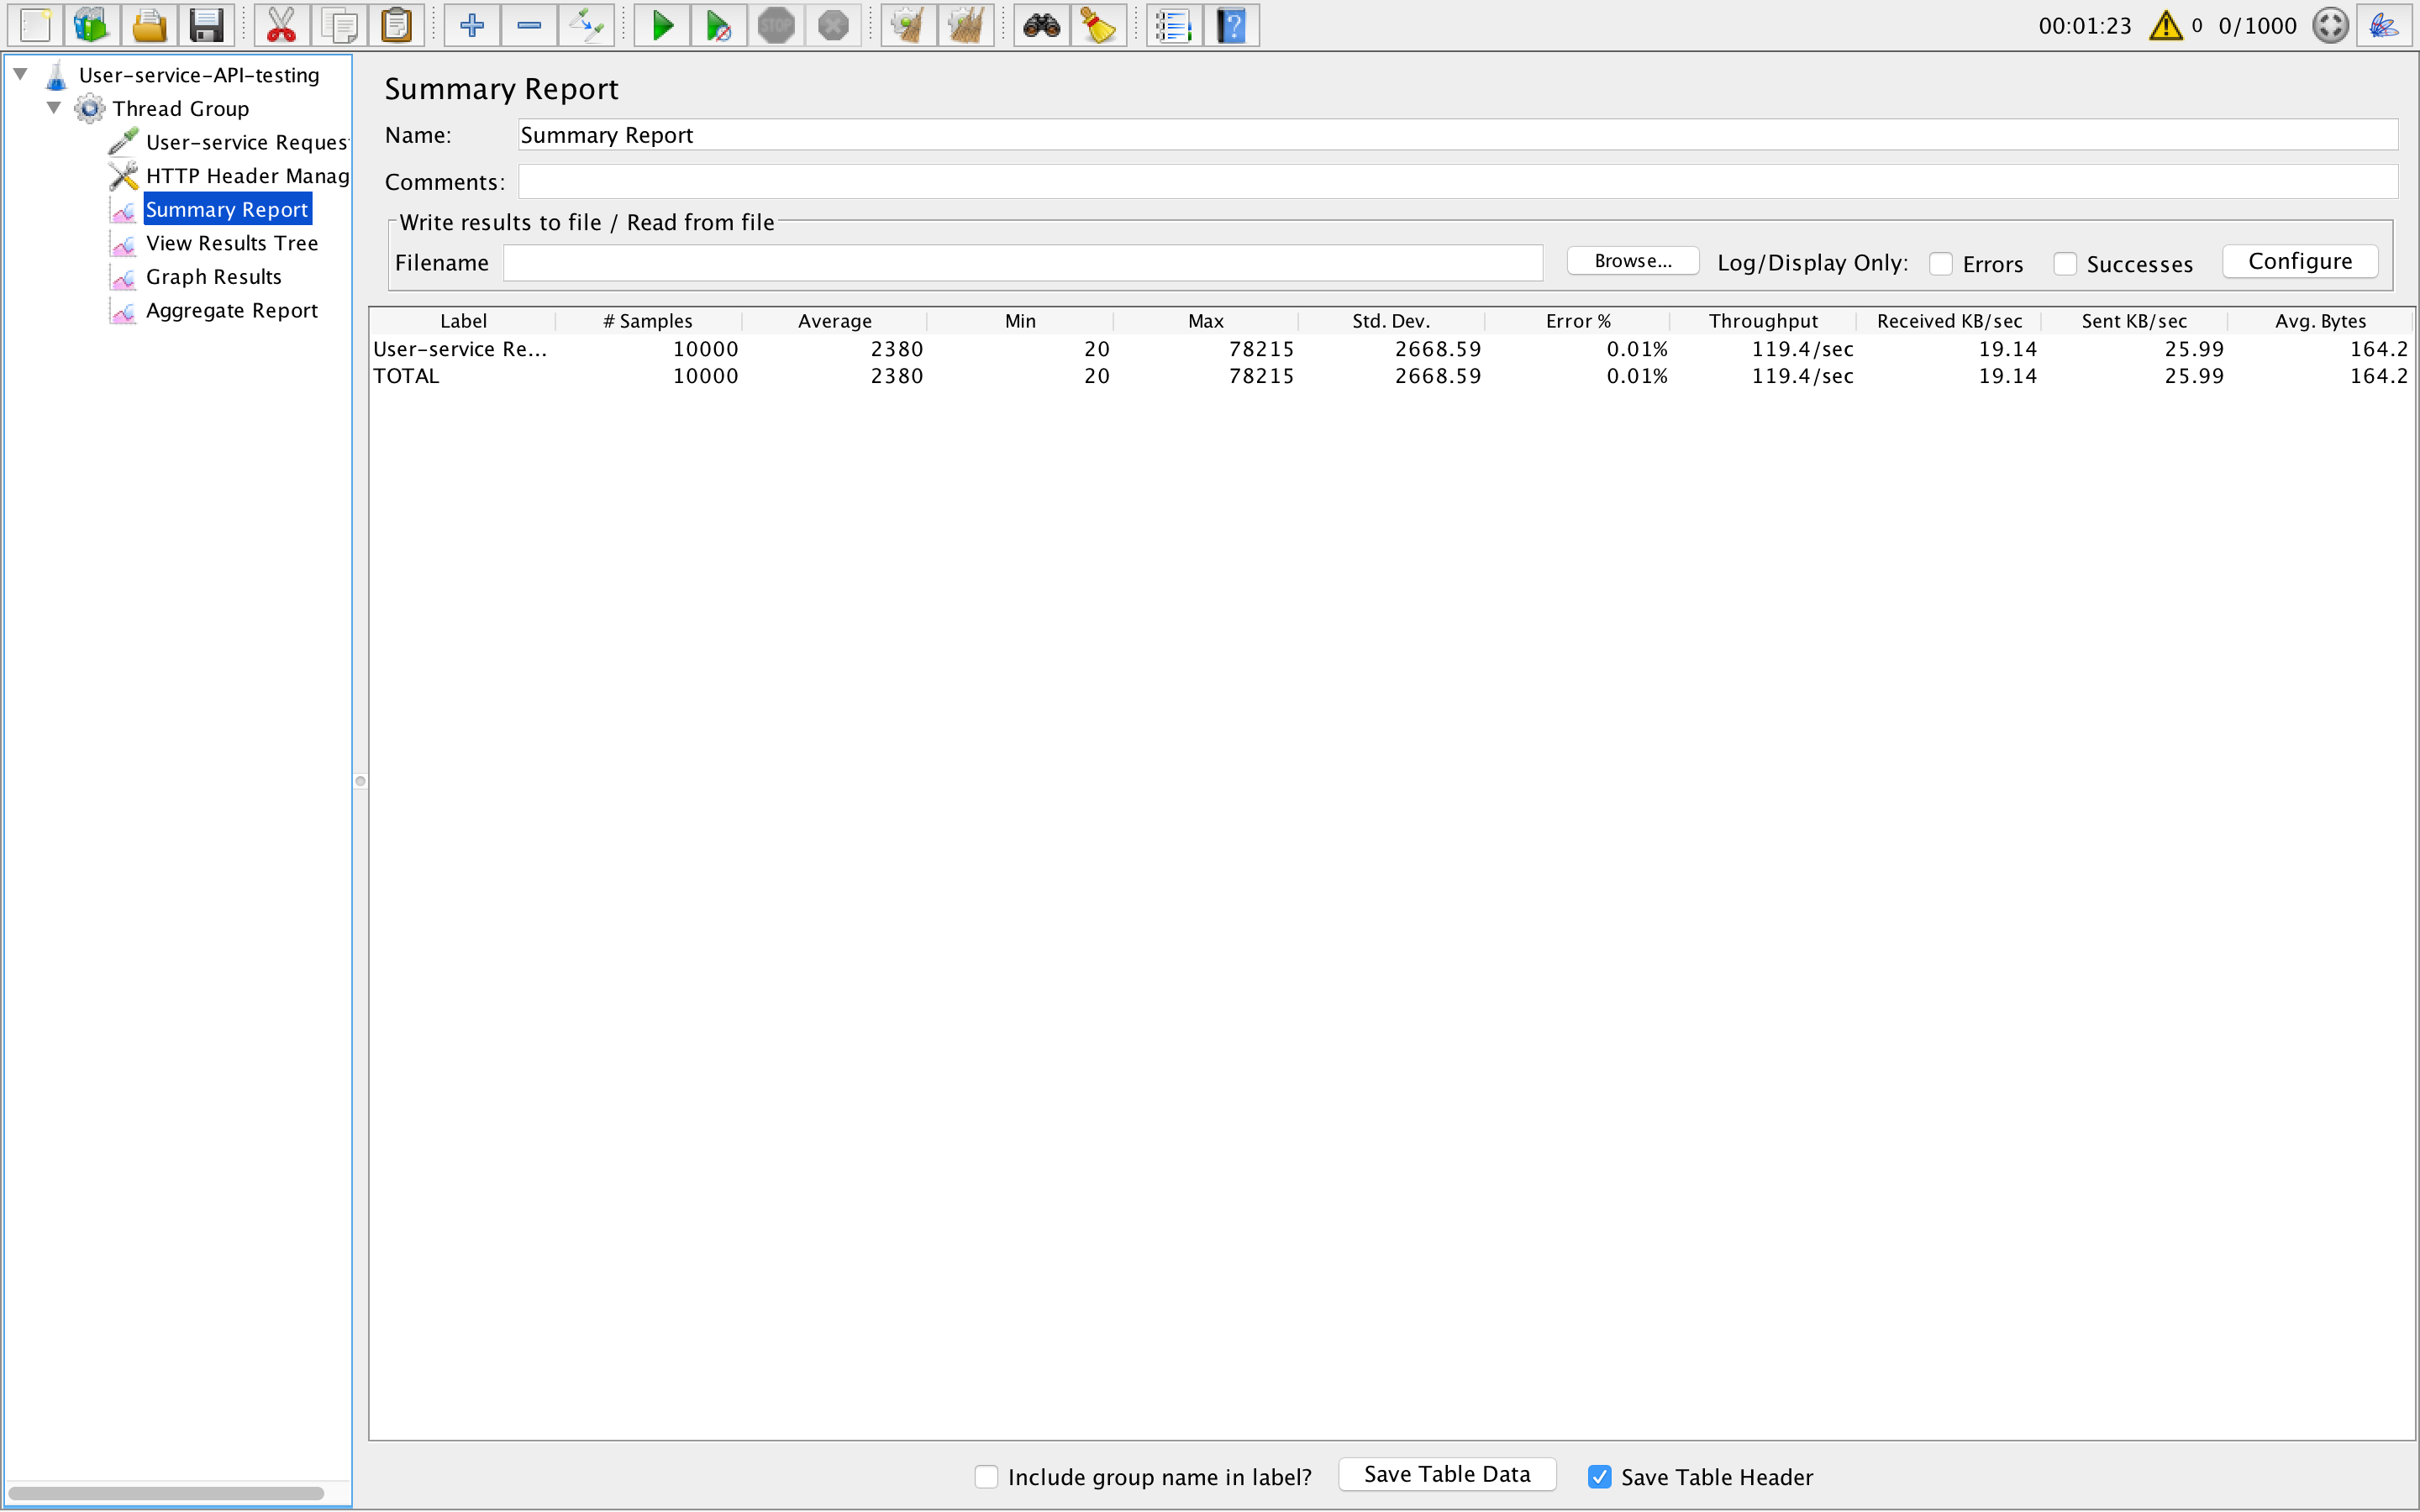 STOP
00:01:23 0 0/1000
User-service-API-testing
Thread Group
User-service Reques
HTTP Header Manag
Summary Report
View Results Tree
Graph Results
Aggregate Report
Summary Report
Name: Summary Report
Comments:
Write results to file / Read from file
Filename Browse... Log/Display Only: Errors Successes Configure
Label # Samples Average Min Max Std. Dev. Error % Throughput Received KB/sec Sent KB/sec Avg. Bytes
User-service Re... 10000 2380 20 78215 2668.59 0.01% 119.4/sec 19.14 25.99 164.2
TOTAL 10000 2380 20 78215 2668.59 0.01% 119.4/sec 19.14 25.99 164.2
Include group name in label? Save Table Data Save Table Header